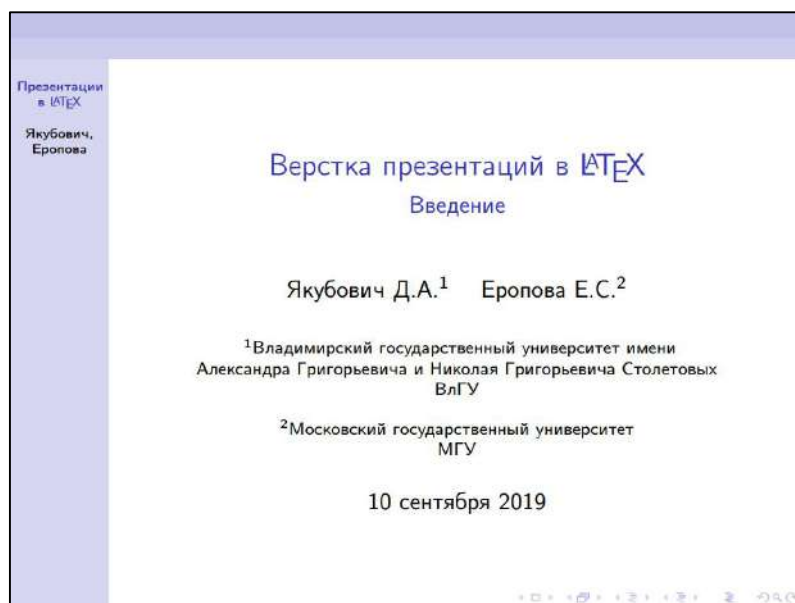 Презентации
в LATEX
Якубович,
Еропова
Верстка презентаций в LATEX
Введение
Якубович Д.А.¹ Еропова Е.С.²
¹Владимирский государственный университет имени
Александра Григорьевича и Николая Григорьевича Столетовых
ВлГУ
²Московский государственный университет
МГУ
10 сентября 2019